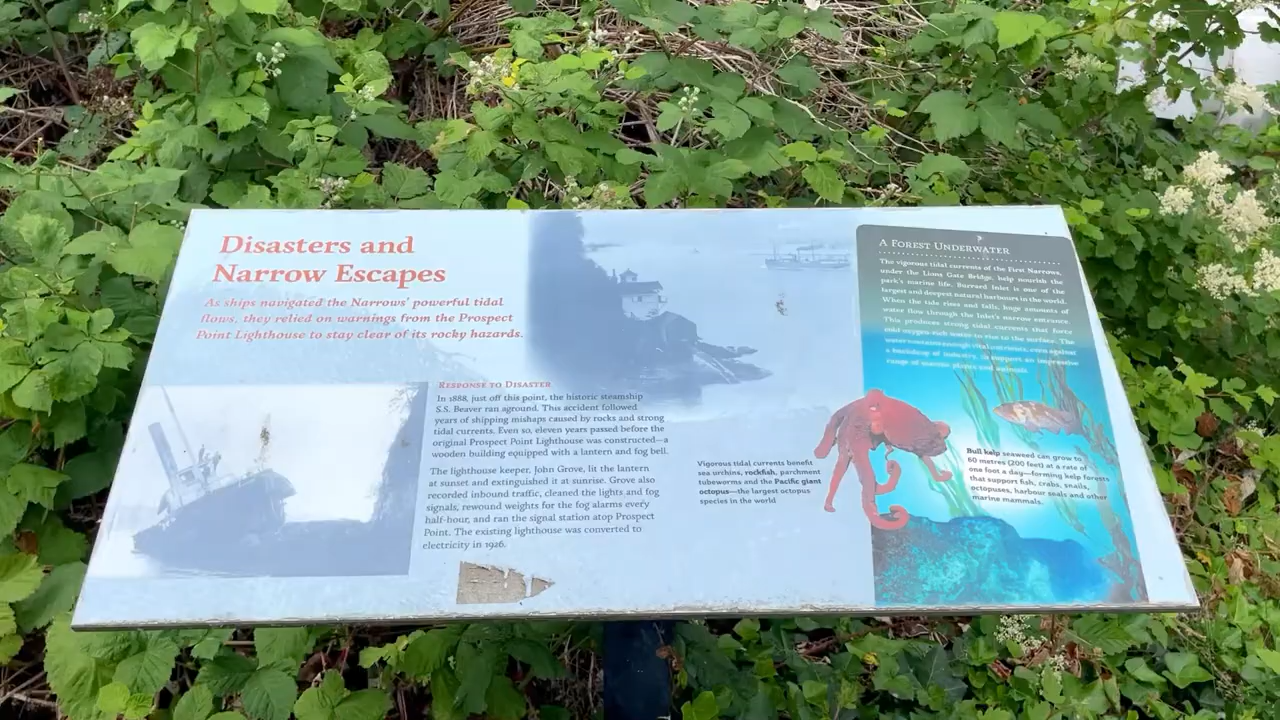 Disasters and
Narrow Escapes
As ships navigated the Narrows' powerful tidal
flows, they relied on warnings from the Prospect
Point Lighthouse to stay clear of its rocky hazards.
RESPONSE TO DISASTER
In 1888, just off this point, the historic steamship
S.S. Beaver ran aground. This accident followed
years of shipping mishaps caused by rocks and strong
tidal currents. Even so, eleven years passed before the
original Prospect Point Lighthouse was constructed—a
wooden building equipped with a lantern and fog bell.
The lighthouse keeper, John Grove, lit the lantern
at sunset and extinguished it at sunrise. Grove also
recorded inbound traffic, cleaned the lights and fog
signals, rewound weights for the fog alarms every
half-hour, and ran the signal station atop Prospect
Point. The existing lighthouse was converted to
electricity in 1926.
Vigorous tidal currents benefit
sea urchins, rockfish, parchment
tubeworms and the Pacific giant
octopus—the largest octopus
species in the world
A FOREST UNDERWATER
The vigorous tidal currents of the First Narrows,
under the Lions Gate Bridge, help nourish the
park's marine life. Burrard Inlet is one of the
largest and deepest natural harbours in the world.
When the tide rises and falls, huge amounts of
water flow through the Inlet's narrow entrance.
This produces strong tidal currents that force
cold oxygen rich water to rise to the surface. The
a backdrop of industry, to support an impressive
range of marine plants and animals.
Bull kelp seaweed can grow to
60 metres (200 feet) at a rate of
one foot a day—forming kelp forests
that support fish, crabs, snails,
octopuses, harbour seals and other
marine mammals.